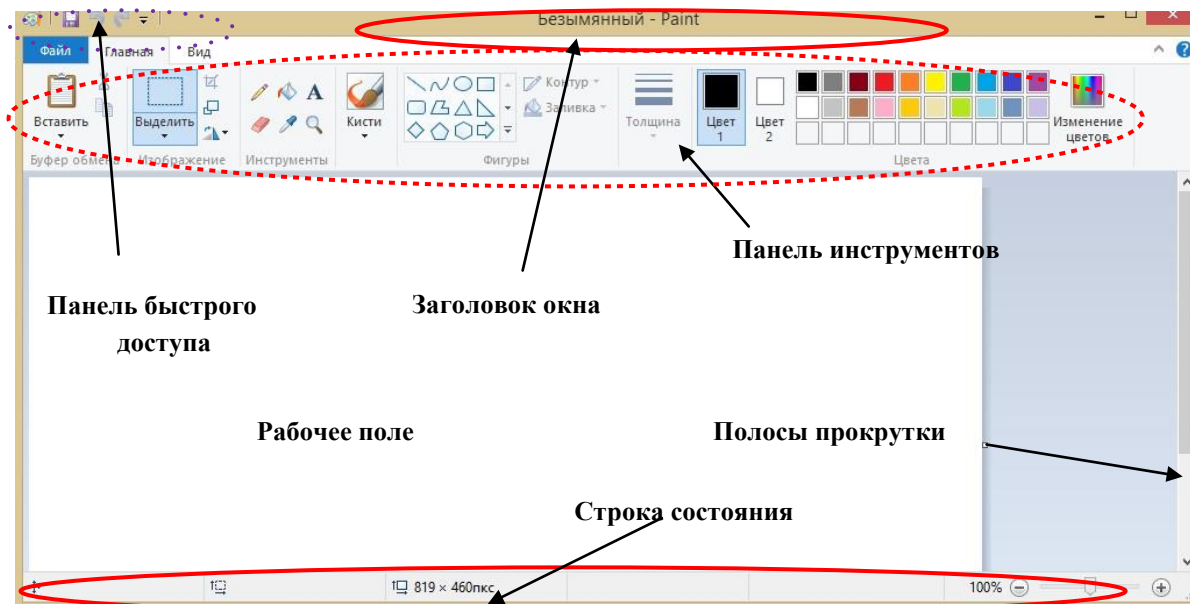 Безымянный - Paint
Файл Главная Вид
Вставить
Выделить
Кисти
Контур
Заливка
Толщина
Цвет 1
Цвет 2
Изменение цветов
Буфер обмена Изображение Инструменты Фигуры Цвета
Панель инструментов
Панель быстрого доступа
Заголовок окна
Рабочее поле
Полосы прокрутки
Строка состояния
819 × 460пкс
100%